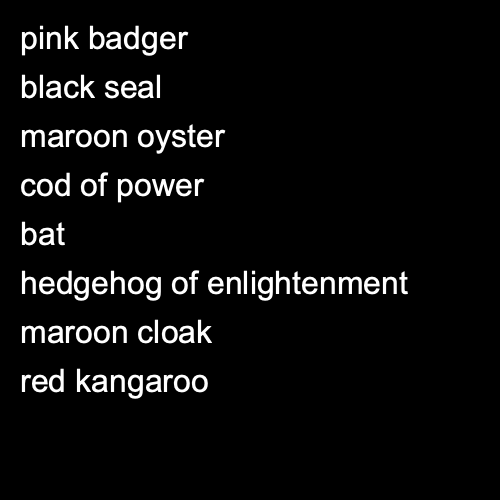 pink badger
black seal
maroon oyster
cod of power
bat
hedgehog of enlightenment
maroon cloak
red kangaroo